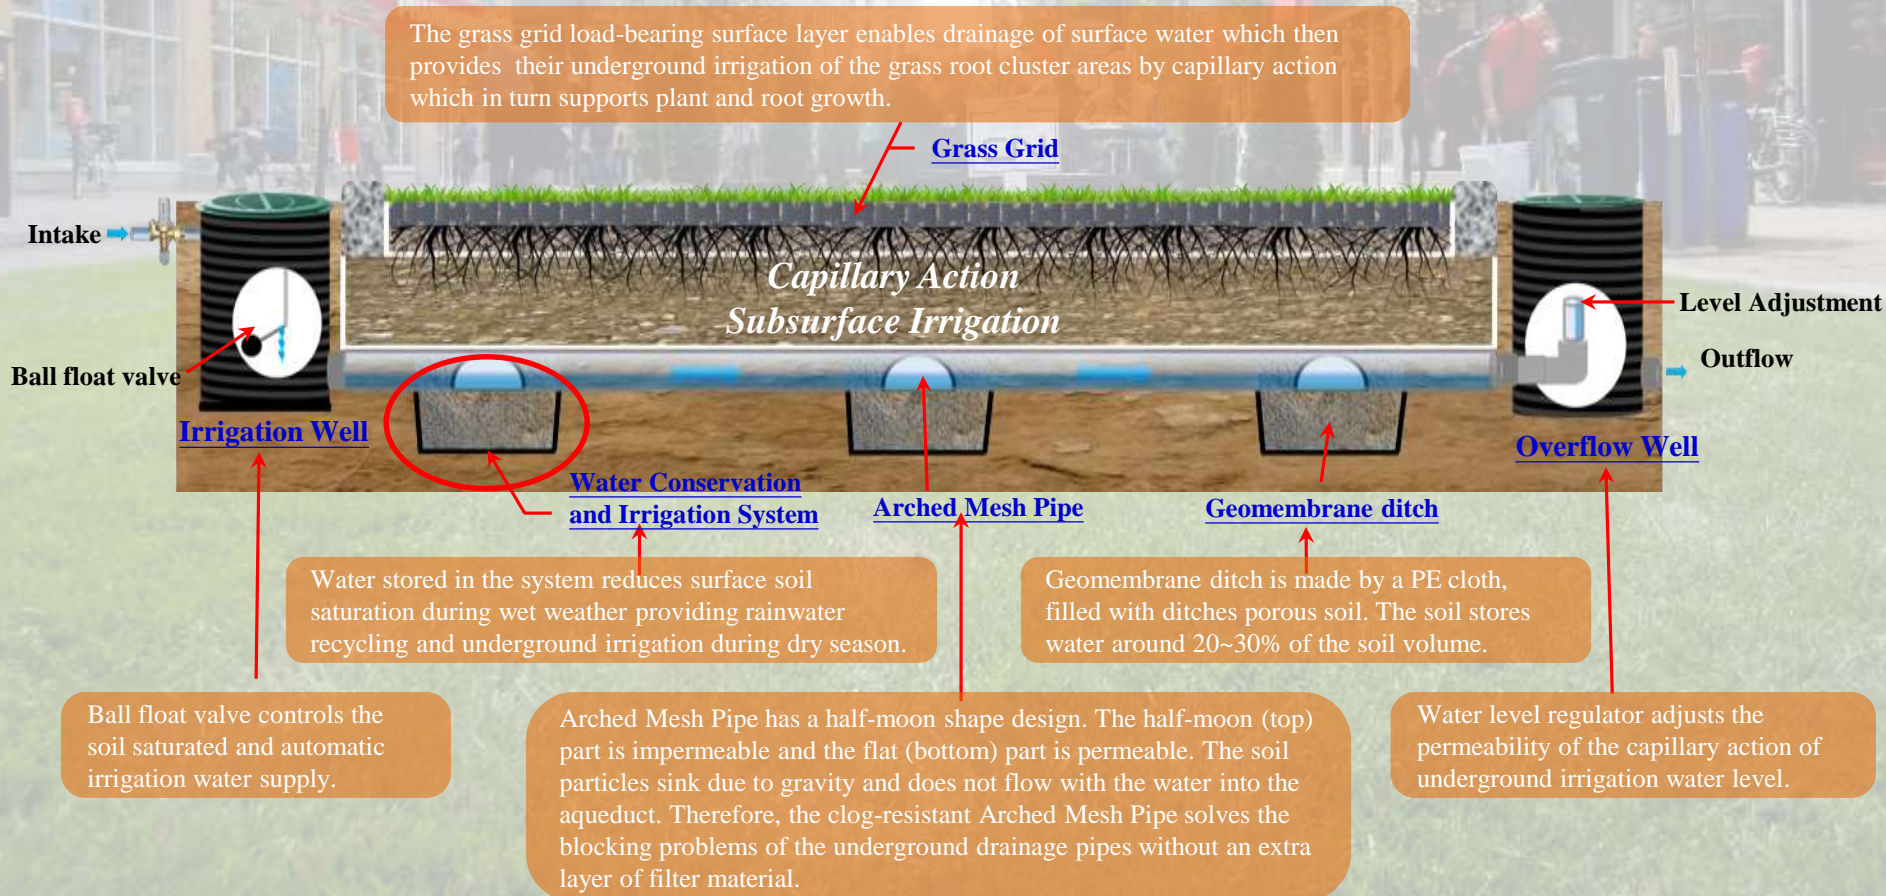 The grass grid load-bearing surface layer enables drainage of surface water which then
provides their underground irrigation of the grass root cluster areas by capillary action
which in turn supports plant and root growth.
Grass Grid
Intake
Capillary Action
Subsurface Irrigation
Level Adjustment
Ball float valve
Outflow
Irrigation Well
Overflow Well
Water Conservation
and Irrigation System
Arched Mesh Pipe
Geomembrane ditch
Water stored in the system reduces surface soil
saturation during wet weather providing rainwater
recycling and underground irrigation during dry season.
Geomembrane ditch is made by a PE cloth,
filled with ditches porous soil. The soil stores
water around 20~30% of the soil volume.
Ball float valve controls the
soil saturated and automatic
irrigation water supply.
Arched Mesh Pipe has a half-moon shape design. The half-moon (top)
part is impermeable and the flat (bottom) part is permeable. The soil
particles sink due to gravity and does not flow with the water into the
aqueduct. Therefore, the clog-resistant Arched Mesh Pipe solves the
blocking problems of the underground drainage pipes without an extra
layer of filter material.
Water level regulator adjusts the
permeability of the capillary action of
underground irrigation water level.